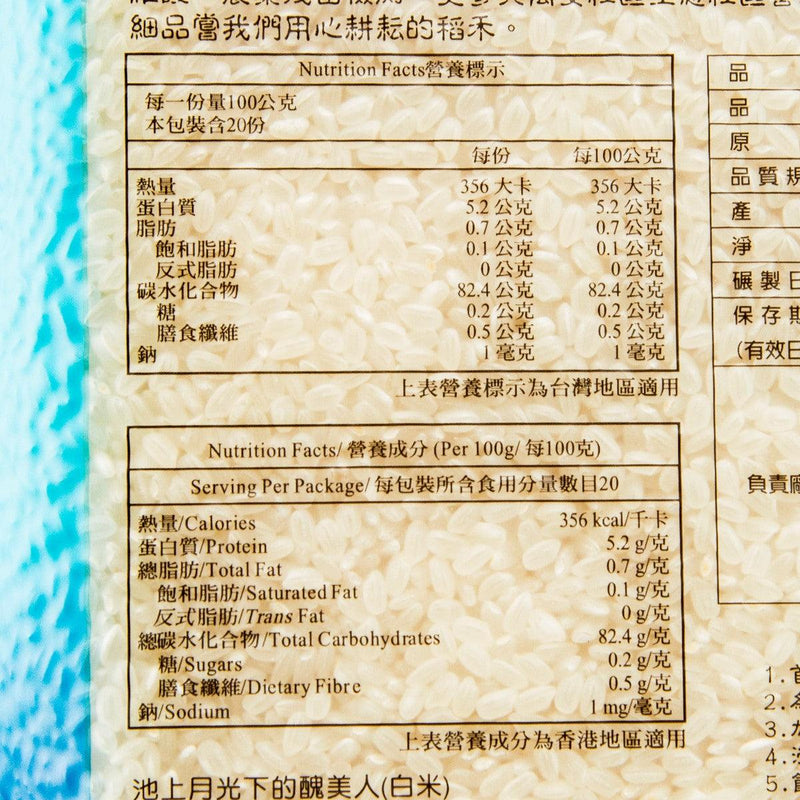 細品嘗我們用心耕耘的稻禾。
Nutrition Facts營養標示
每一份量100公克
本包裝含20份
每份 每100公克
熱量 356 大卡 356 大卡
蛋白質 5.2 公克 5.2 公克
脂肪 0.7 公克 0.7 公克
飽和脂肪 0.1 公克 0.1 公克
反式脂肪 0 公克 0 公克
碳水化合物 82.4 公克 82.4 公克
糖 0.2 公克 0.2 公克
膳食纖維 0.5 公克 0.5 公克
鈉 1 毫克 1 毫克
上表營養標示為台灣地區適用
Nutrition Facts/ 營養成分 (Per 100g/ 每100克)
Serving Per Package/ 每包裝所含食用分量數目20
熱量/Calories 356 kcal/千卡
蛋白質/Protein 5.2 g/克
總脂肪/Total Fat 0.7 g/克
飽和脂肪/Saturated Fat 0.1 g/克
反式脂肪/Trans Fat 0 g/克
總碳水化合物/Total Carbohydrates 82.4 g/克
糖/Sugars 0.2 g/克
膳食纖維/Dietary Fibre 0.5 g/克
鈉/Sodium 1 mg/毫克
上表營養成分為香港地區適用
池上月光下的醜美人(白米)
品
品
原
品質規
產
淨
碾製日
保存期
(有效日
負責廠
1.首
2.
3.
4.
5.